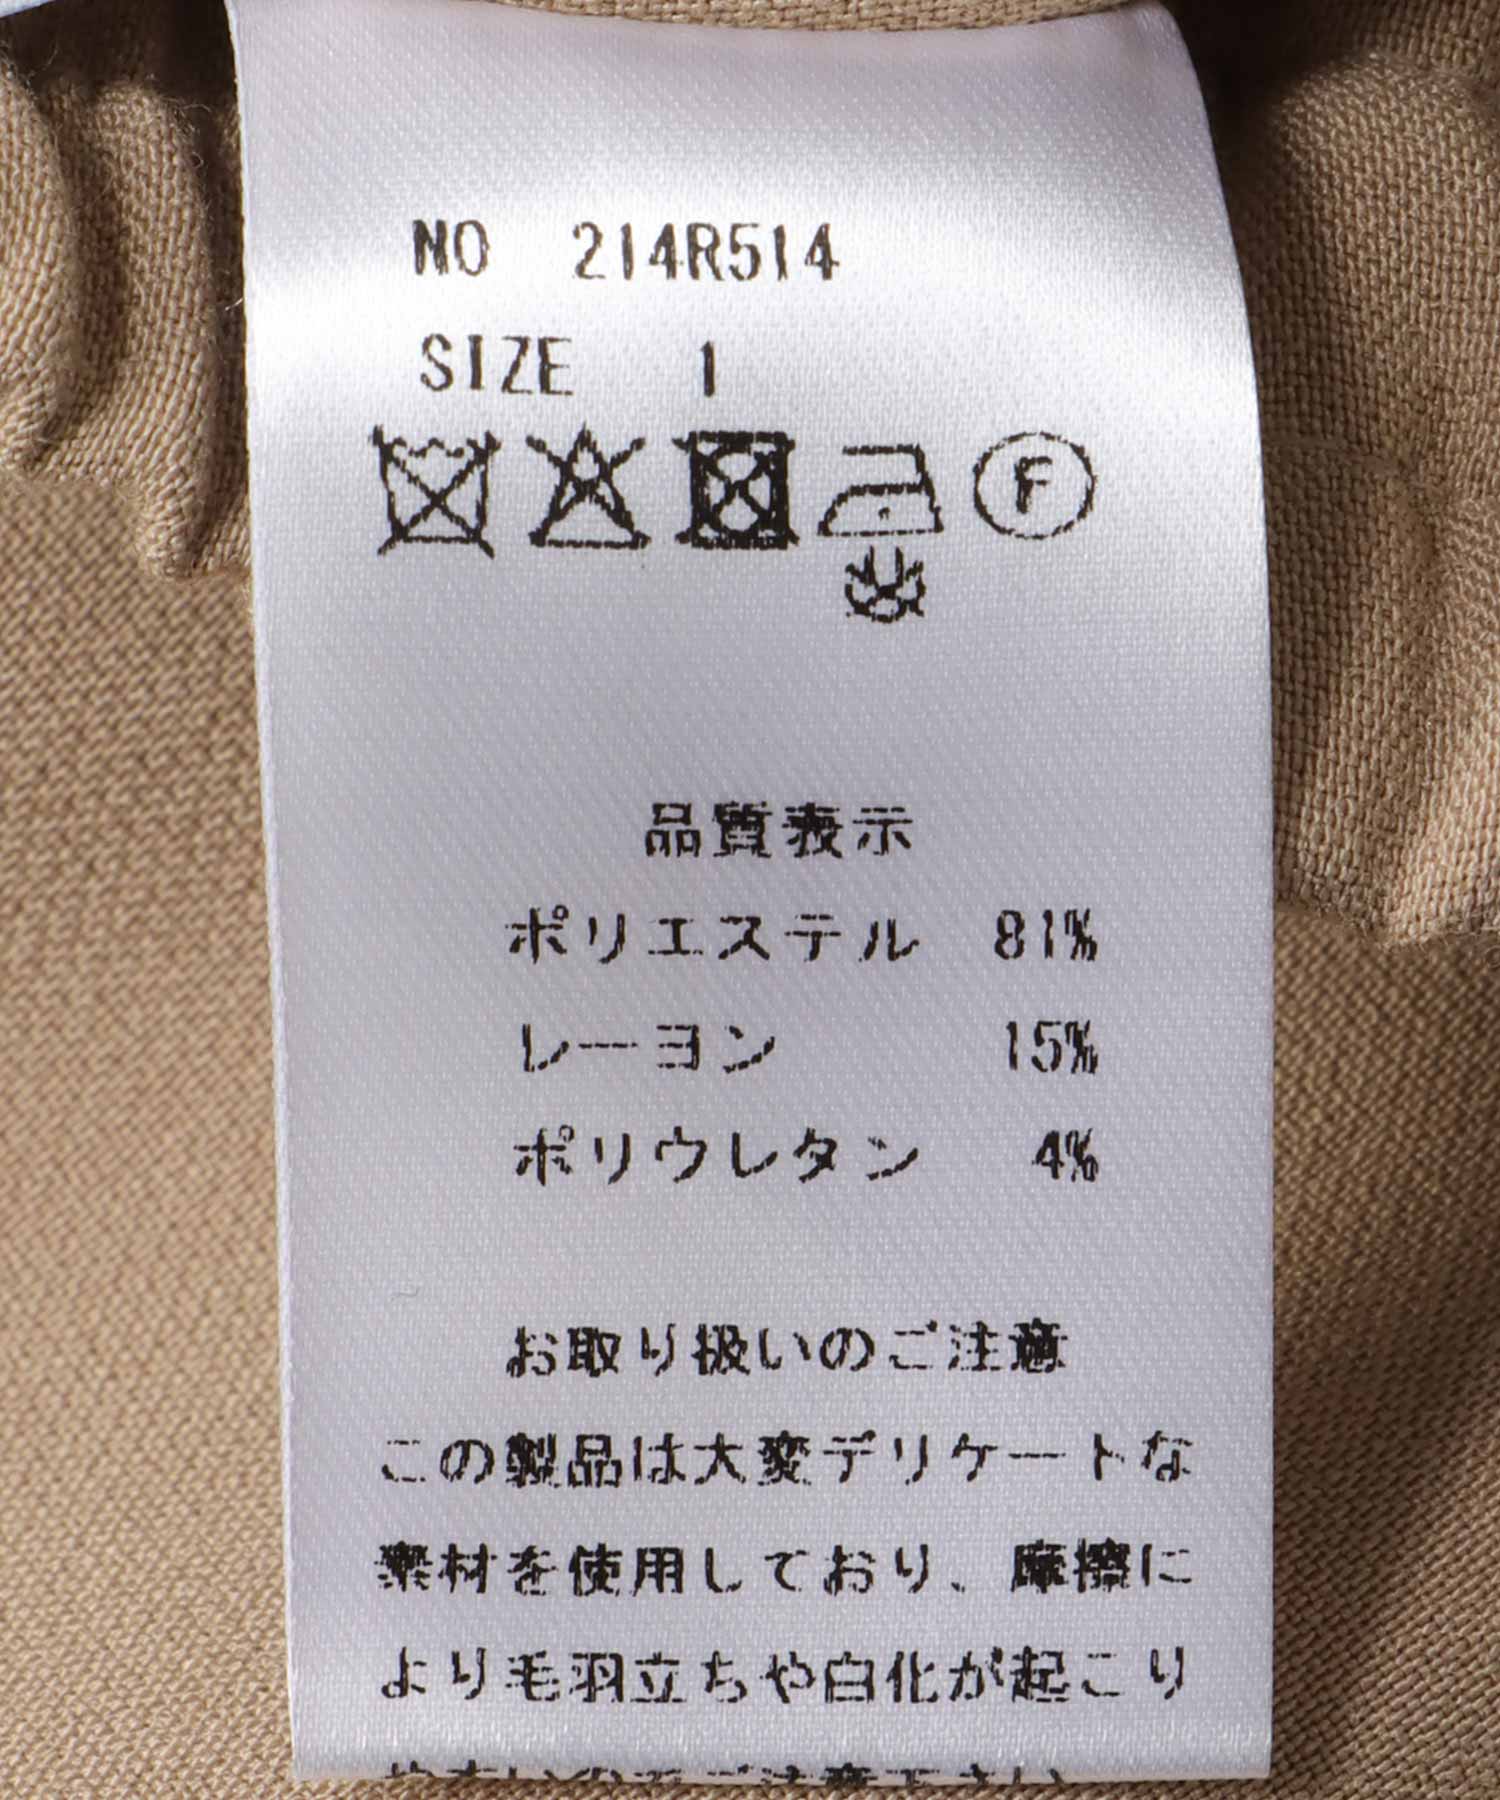 NO 214R514
SIZE 1
F
品質表示
ポリエステル 81%
レーヨン 15%
ポリウレタン 4%
お取り扱いのご注意
この製品は大変デリケートな
素材を使用しており、摩擦に
より毛羽立ちや白化が起こり